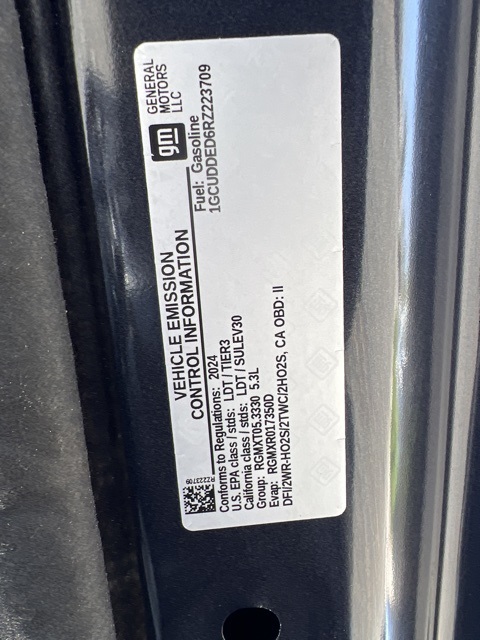 gm
GENERAL
MOTORS
LLC
VEHICLE EMISSION
CONTROL INFORMATION
Fuel: Gasoline
1GCUDDED6RZ223709
RZ223709
Conforms to Regulations: 2024
U.S. EPA class / stds: LDT / TIER3
California class / stds: LDT / SULEV30
Group: RGMXT05.3330 5.3L
Evap: RGMXR017350D
DFI/2WR-HO2S/2TWC/2HO2S, CA OBD: II